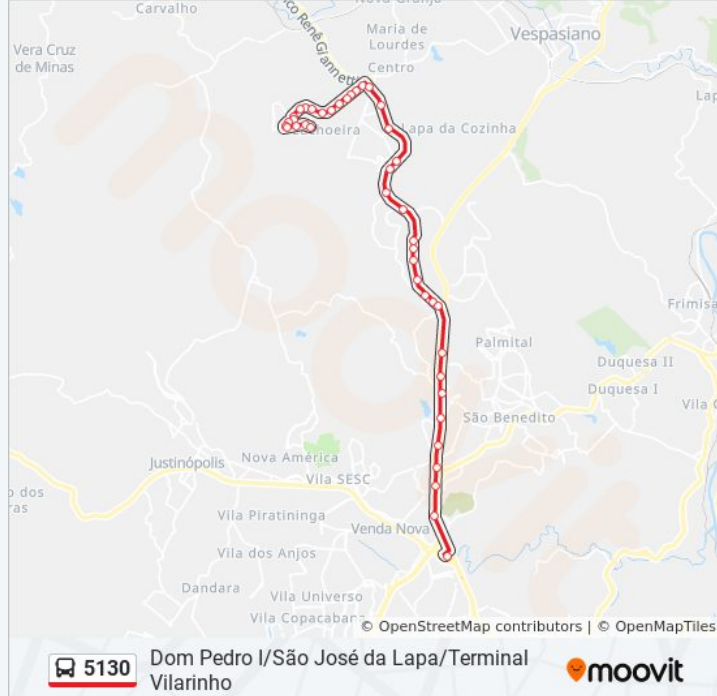 Carvalho
Nova Granja
Maria de
Lourdes
Vespasiano
Vera Cruz
de Minas
Centro
Lapa da Cozinha
Frimisa
Palmital
Duquesa II
Duquesa I
São Benedito
Nova América
Justinópolis
Vila SESC
Vila Piratininga
Venda Nova
Vila dos Anjos
Dandara
Vila Universo
Vila Copacabana
© OpenStreetMap contributors | © OpenMapTiles
5130
Dom Pedro I/São José da Lapa/Terminal
Vilarinho
moovit